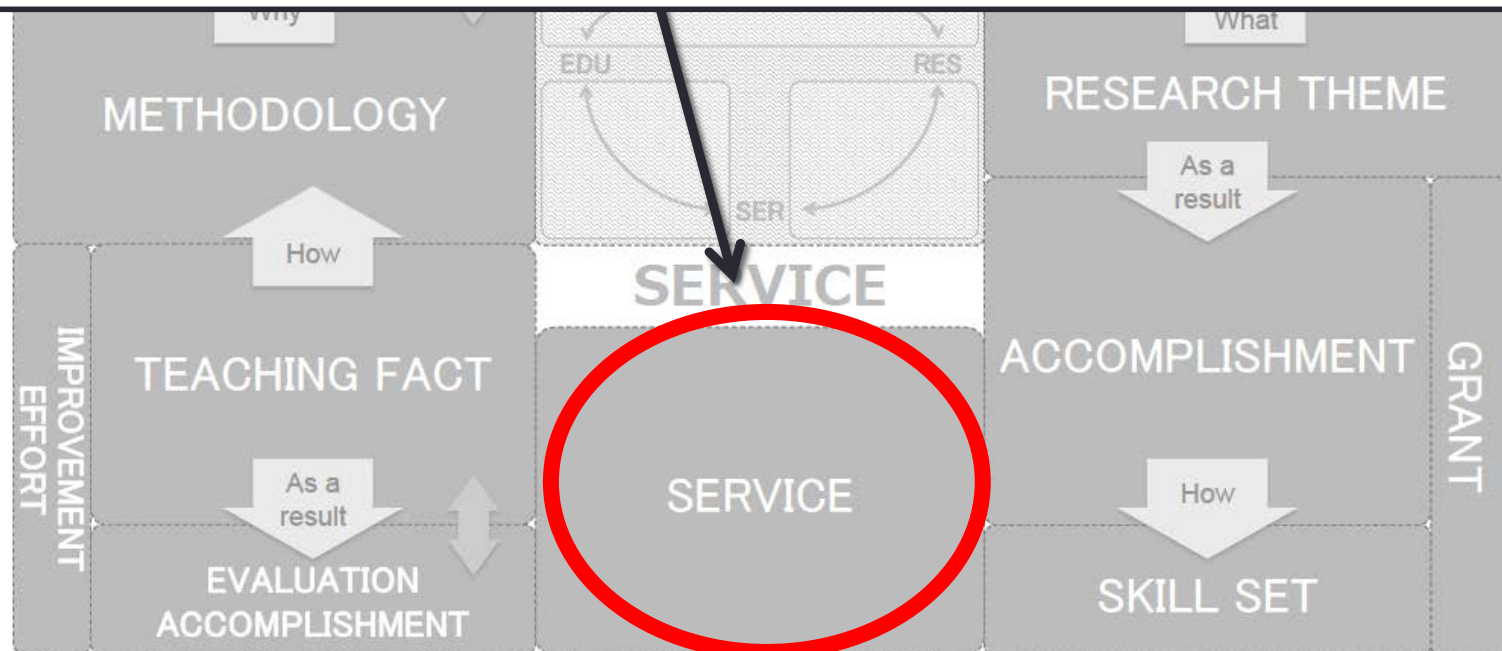 Why
METHODOLOGY
How
TEACHING FACT
IMPROVEMENT
EFFORT
As a
result
EVALUATION
ACCOMPLISHMENT
EDU
RES
SER
SERVICE
SERVICE
What
RESEARCH THEME
As a
result
ACCOMPLISHMENT
GRANT
How
SKILL SET